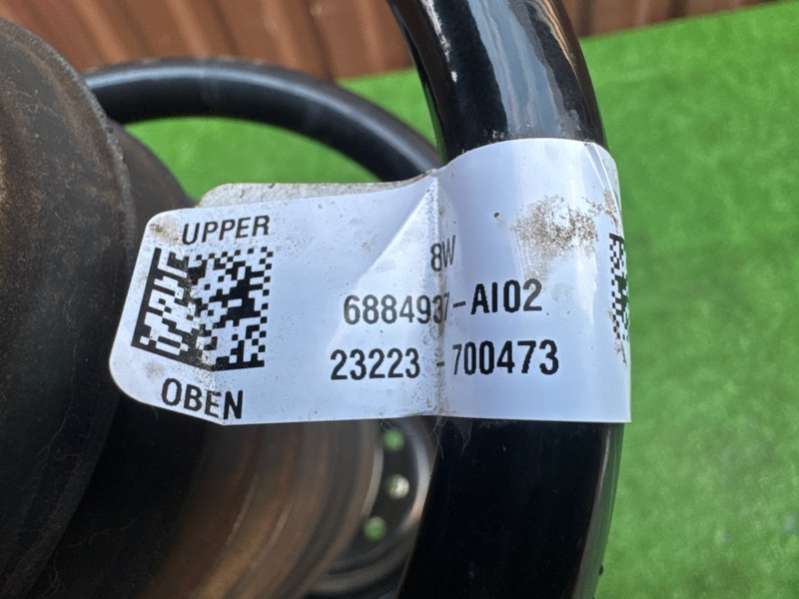 UPPER
8W
6884937-AI02
23223-700473
OBEN